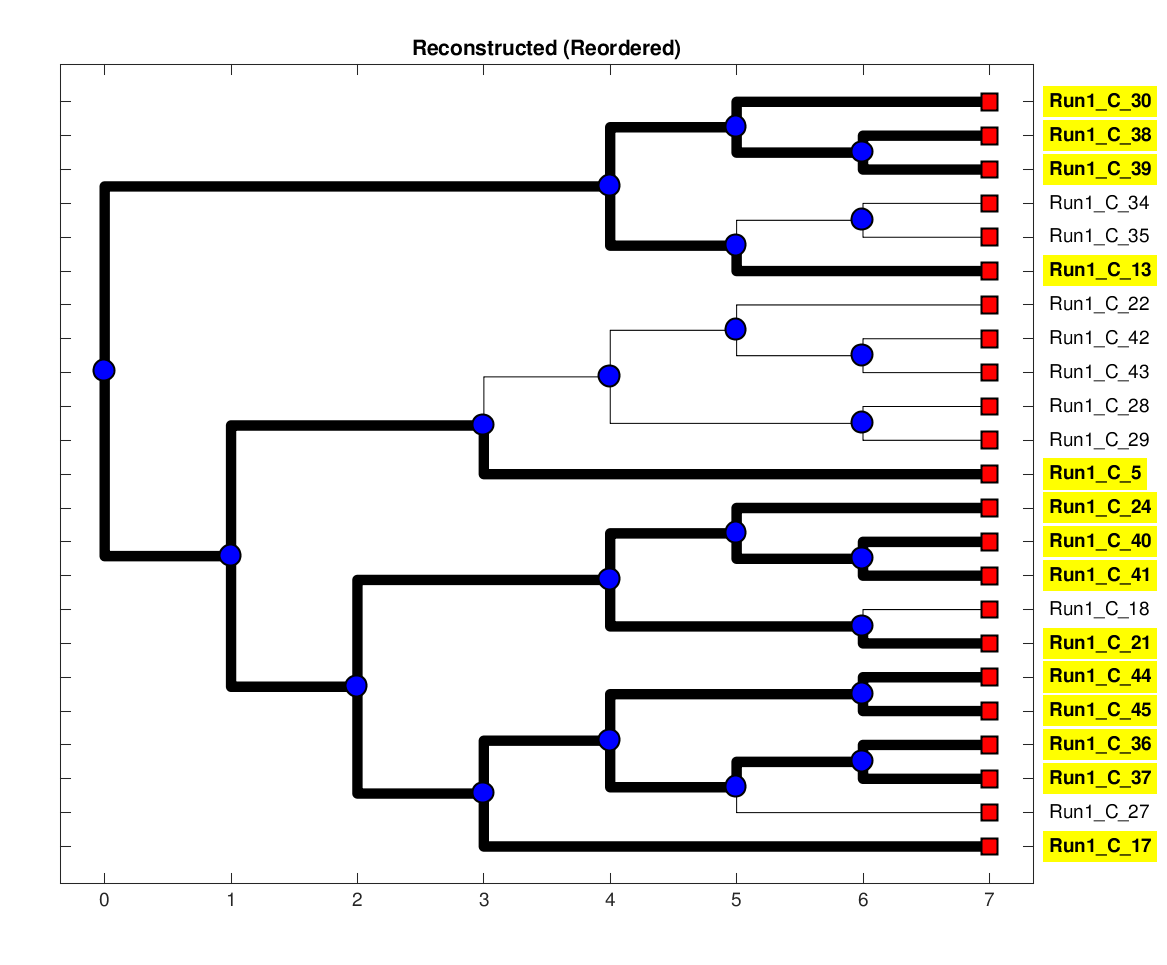 Reconstructed (Reordered)
Run1_C_30
Run1_C_38
Run1_C_39
Run1_C_34
Run1_C_35
Run1_C_13
Run1_C_22
Run1_C_42
Run1_C_43
Run1_C_28
Run1_C_29
Run1_C_5
Run1_C_24
Run1_C_40
Run1_C_41
Run1_C_18
Run1_C_21
Run1_C_44
Run1_C_45
Run1_C_36
Run1_C_37
Run1_C_27
Run1_C_17
0 1 2 3 4 5 6 7